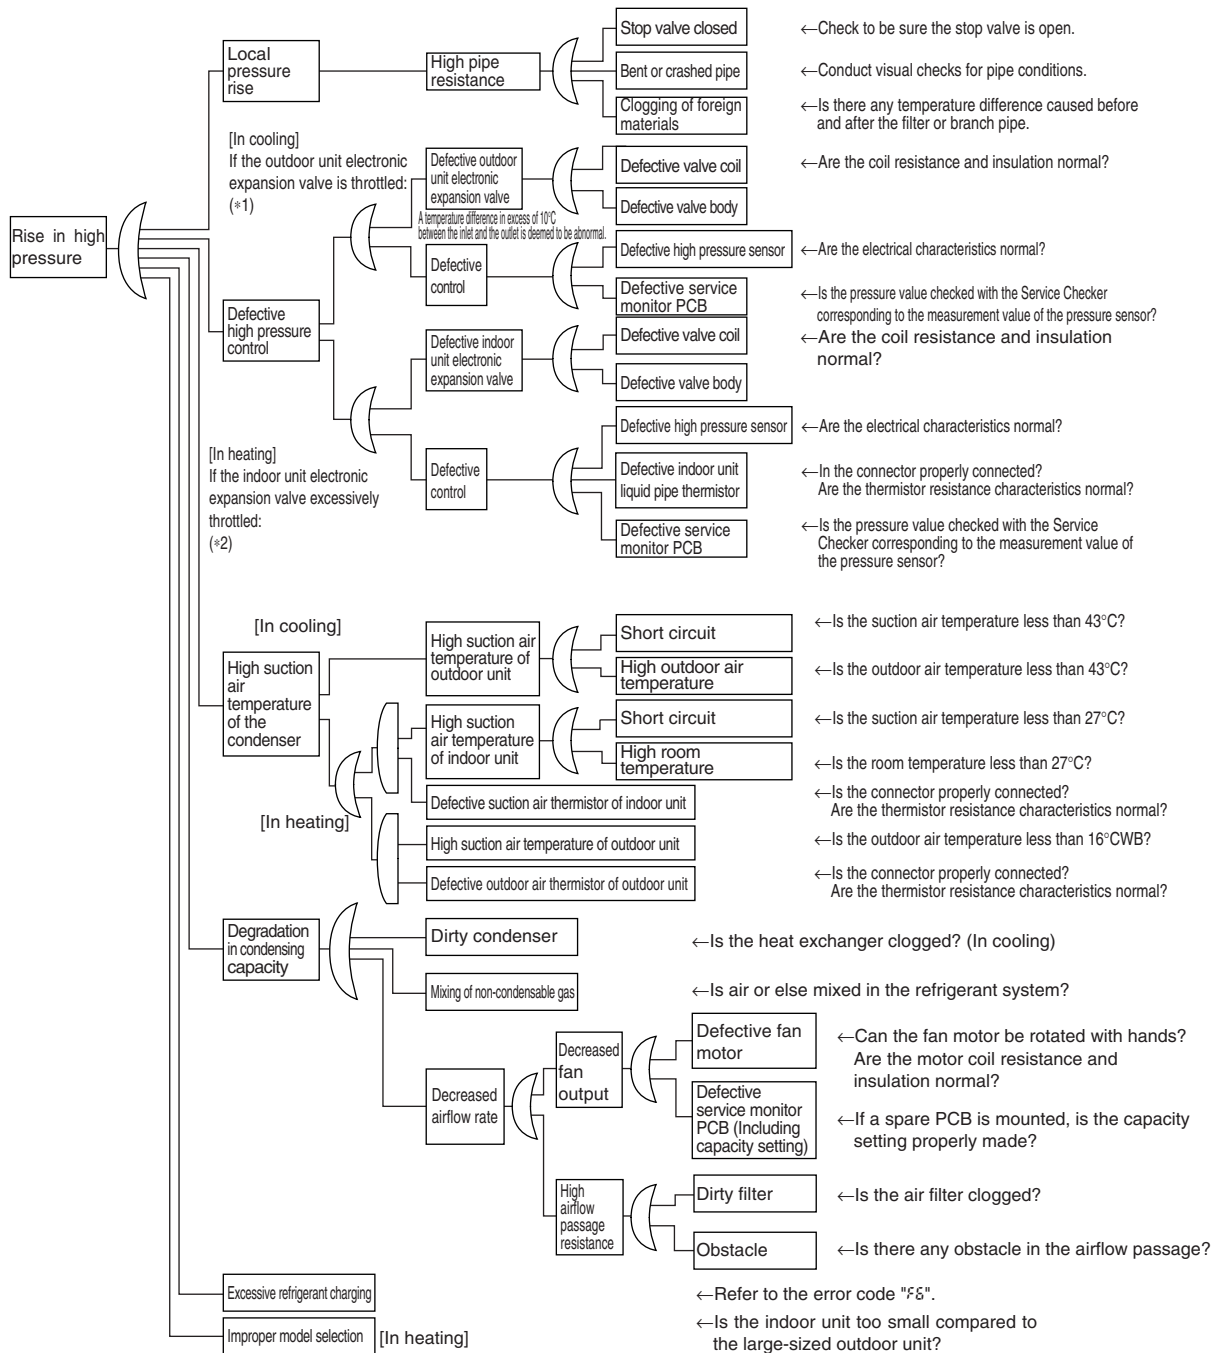 Rise in high
pressure
Local
pressure
rise
High pipe
resistance
Stop valve closed
←Check to be sure the stop valve is open.
Bent or crashed pipe
←Conduct visual checks for pipe conditions.
Clogging of foreign
materials
←Is there any temperature difference caused before
and after the filter or branch pipe.
[In cooling]
If the outdoor unit electronic
expansion valve is throttled:
(*1)
Defective
high pressure
control
Defective outdoor
unit electronic
expansion valve
A temperature difference in excess of 10°C
between the inlet and the outlet is deemed to be abnormal.
Defective valve coil
←Are the coil resistance and insulation normal?
Defective valve body
Defective
control
Defective high pressure sensor
←Are the electrical characteristics normal?
Defective service
monitor PCB
←Is the pressure value checked with the Service Checker
corresponding to the measurement value of the pressure sensor?
Defective indoor
unit electronic
expansion valve
Defective valve coil
←Are the coil resistance and insulation
normal?
Defective valve body
[In heating]
If the indoor unit electronic
expansion valve excessively
throttled:
(*2)
Defective
control
Defective high pressure sensor
←Are the electrical characteristics normal?
Defective indoor unit
liquid pipe thermistor
←In the connector properly connected?
Are the thermistor resistance characteristics normal?
Defective service
monitor PCB
←Is the pressure value checked with the Service
Checker corresponding to the measurement value of
the pressure sensor?
[In cooling]
High suction
air
temperature
of the
condenser
High suction air
temperature of
outdoor unit
Short circuit
←Is the suction air temperature less than 43°C?
High outdoor air
temperature
←Is the outdoor air temperature less than 43°C?
High suction
air temperature
of indoor unit
Short circuit
←Is the suction air temperature less than 27°C?
High room
temperature
←Is the room temperature less than 27°C?
[In heating]
Defective suction air thermistor of indoor unit
←Is the connector properly connected?
Are the thermistor resistance characteristics normal?
High suction air temperature of outdoor unit
←Is the outdoor air temperature less than 16°CWB?
Defective outdoor air thermistor of outdoor unit
←Is the connector properly connected?
Are the thermistor resistance characteristics normal?
Degradation
in condensing
capacity
Dirty condenser
←Is the heat exchanger clogged? (In cooling)
Mixing of non-condensable gas
←Is air or else mixed in the refrigerant system?
Decreased
airflow rate
Decreased
fan
output
Defective fan
motor
←Can the fan motor be rotated with hands?
Are the motor coil resistance and
insulation normal?
Defective
service monitor
PCB (Including
capacity setting)
←If a spare PCB is mounted, is the capacity
setting properly made?
High
airflow
passage
resistance
Dirty filter
←Is the air filter clogged?
Obstacle
←Is there any obstacle in the airflow passage?
Excessive refrigerant charging
←Refer to the error code "F6".
Improper model selection
[In heating]
←Is the indoor unit too small compared to
the large-sized outdoor unit?